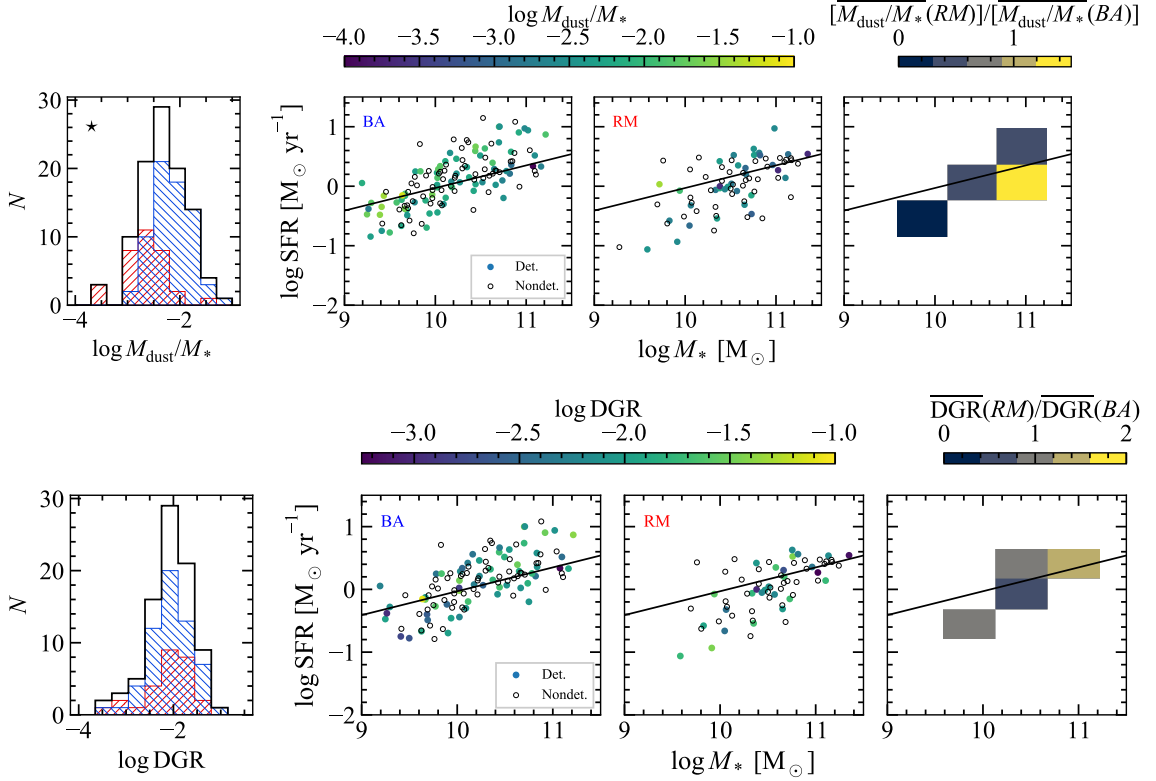 log M_dust/M_*
[M_dust/M_*(RM)]/[M_dust/M_*(BA)]
−4.0 −3.5 −3.0 −2.5 −2.0 −1.5 −1.0
0 1
30
20
10
0
N
★
−4 −2
log M_dust/M_*
log SFR [M⊙ yr⁻¹]
1
0
−1
−2
BA
Det.
Nondet.
RM
9 10 11 9 10 11 9 10 11
log M_* [M⊙]
log DGR
DGR(RM)/DGR(BA)
−3.0 −2.5 −2.0 −1.5 −1.0
0 1 2
30
20
10
0
N
−4 −2
log DGR
log SFR [M⊙ yr⁻¹]
1
0
−1
−2
BA
Det.
Nondet.
RM
9 10 11 9 10 11 9 10 11
log M_* [M⊙]